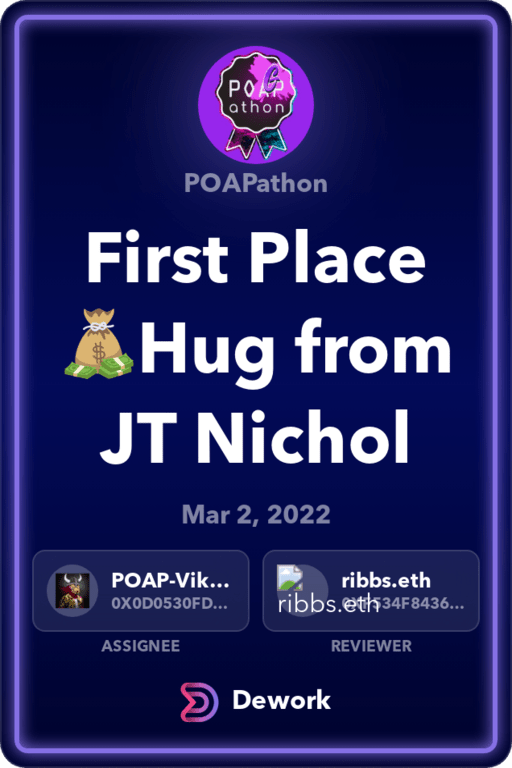 POAP
athon
POAPathon
First Place
Hug from
JT Nichol
Mar 2, 2022
POAP-Vik...
0X0D0530FD...
ASSIGNEE
ribbs.eth
ribbs.eth
REVIEWER
Dework